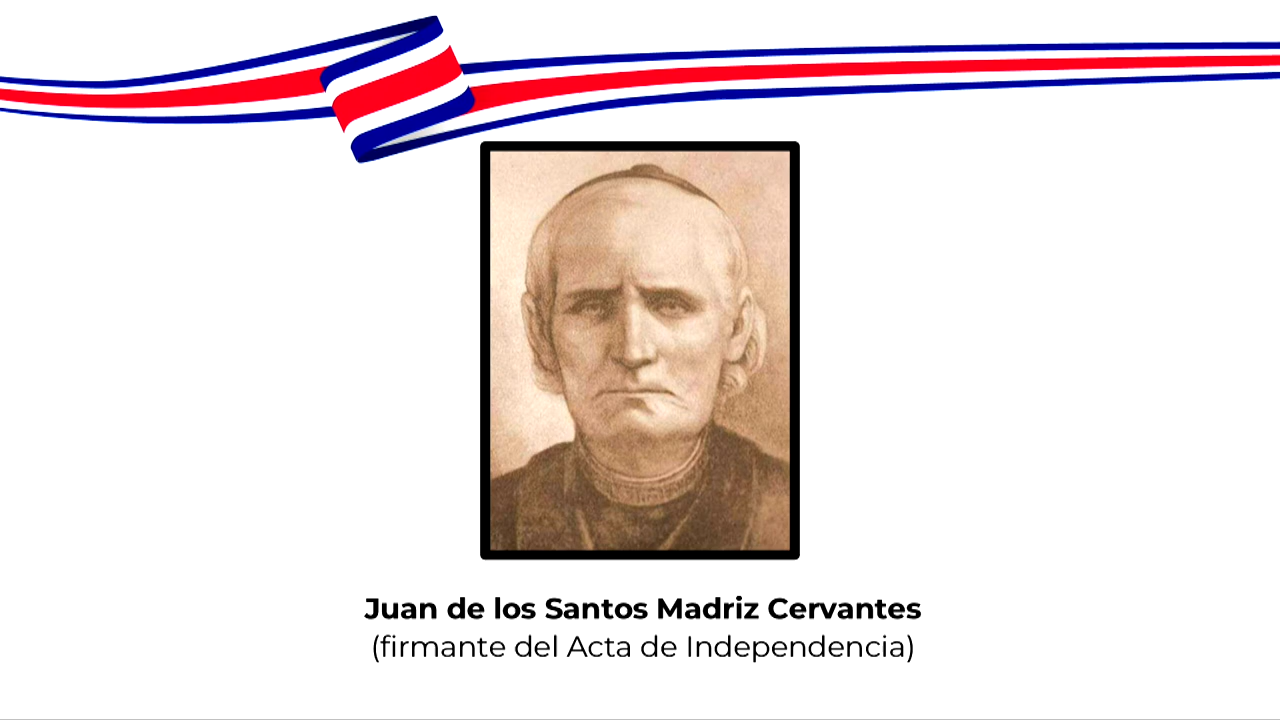 Juan de los Santos Madriz Cervantes
(firmante del Acta de Independencia)